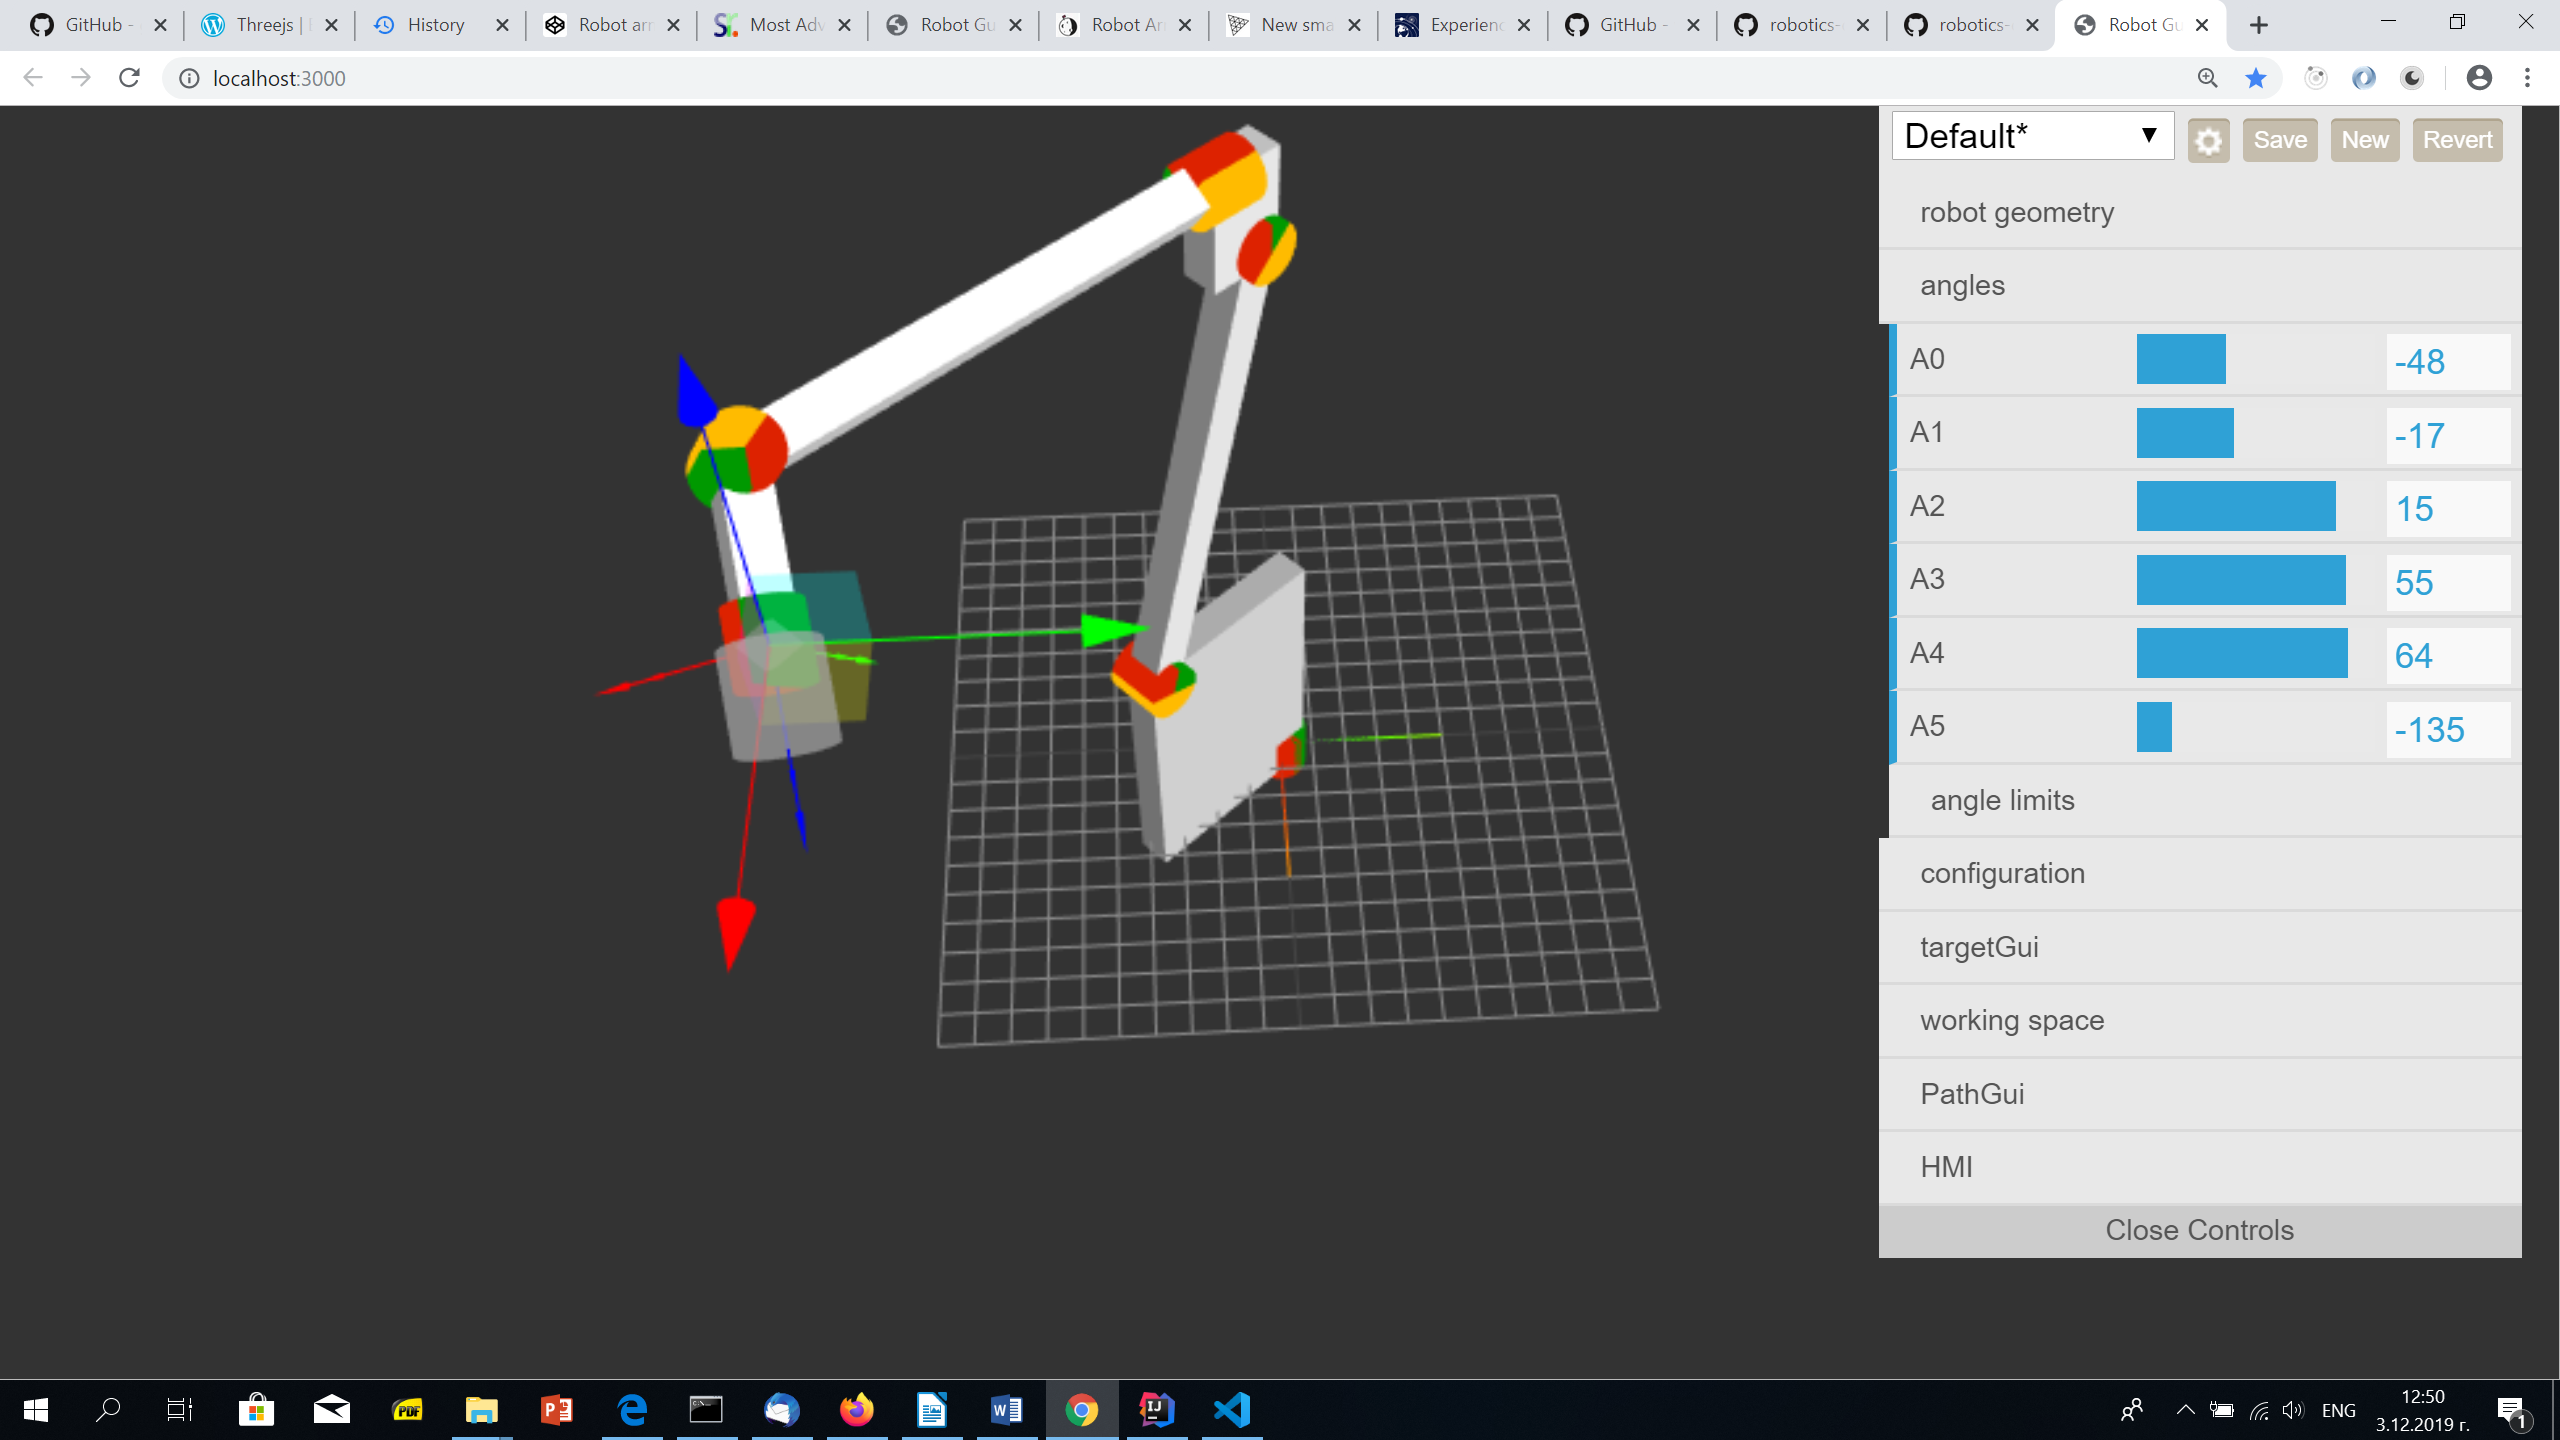 GitHub -
Threejs |
History
Robot arr
Most Adv
Robot Gu
Robot Ar
New sma
Experienc
GitHub -
robotics-
robotics-
Robot Gu
localhost:3000
Default*
Save
New
Revert
robot geometry
angles
A0 -48
A1 -17
A2 15
A3 55
A4 64
A5 -135
angle limits
configuration
targetGui
working space
PathGui
HMI
Close Controls
PDF
ENG
12:50
3.12.2019 г.
1